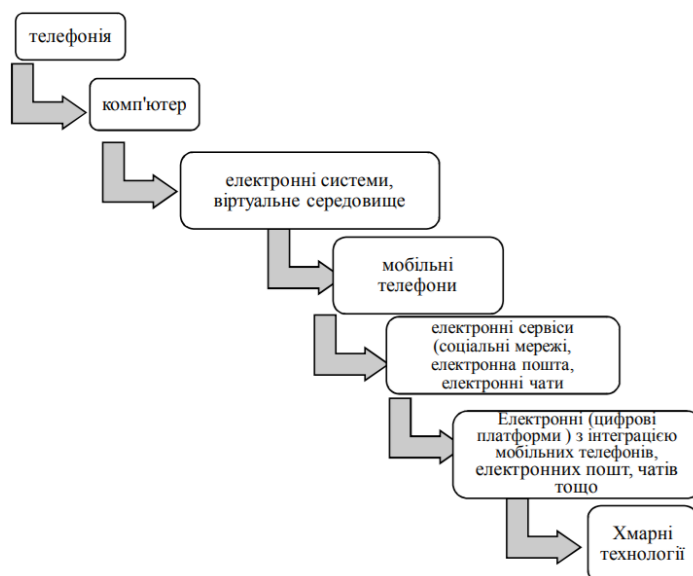 телефонія
комп'ютер
електронні системи,
віртуальне середовище
мобільні
телефони
електронні сервіси
(соціальні мережі,
електронна пошта,
електронні чати
Електронні (цифрові
платформи ) з інтеграцією
мобільних телефонів,
електронних пошт, чатів
тощо
Хмарні
технології